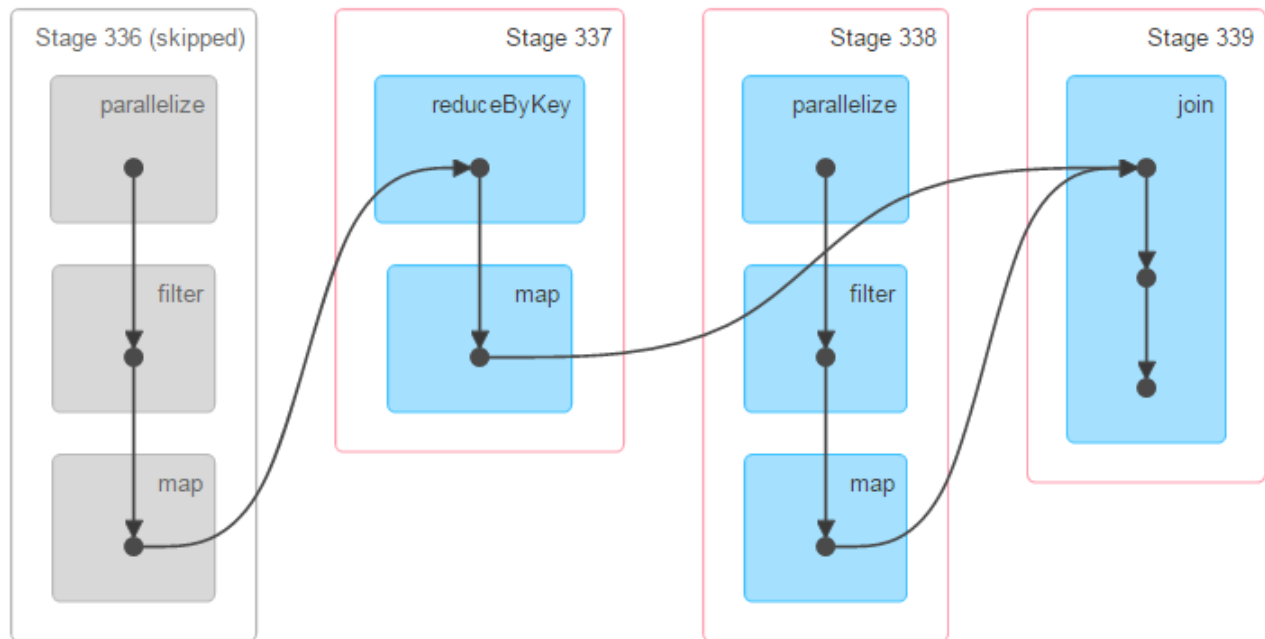 Stage 336 (skipped)
parallelize
filter
map
Stage 337
reduceByKey
map
Stage 338
parallelize
filter
map
Stage 339
join